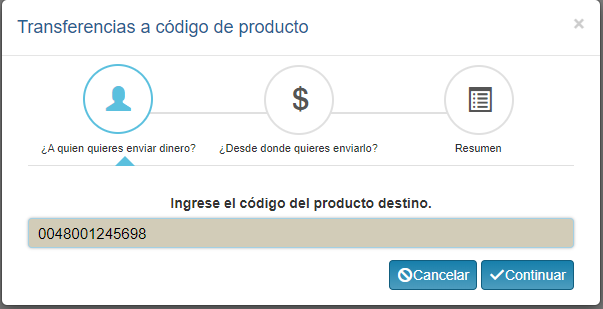 Transferencias a código de producto
×
$
¿A quien quieres enviar dinero?
¿Desde donde quieres enviarlo?
Resumen
Ingrese el código del producto destino.
0048001245698
Cancelar
Continuar